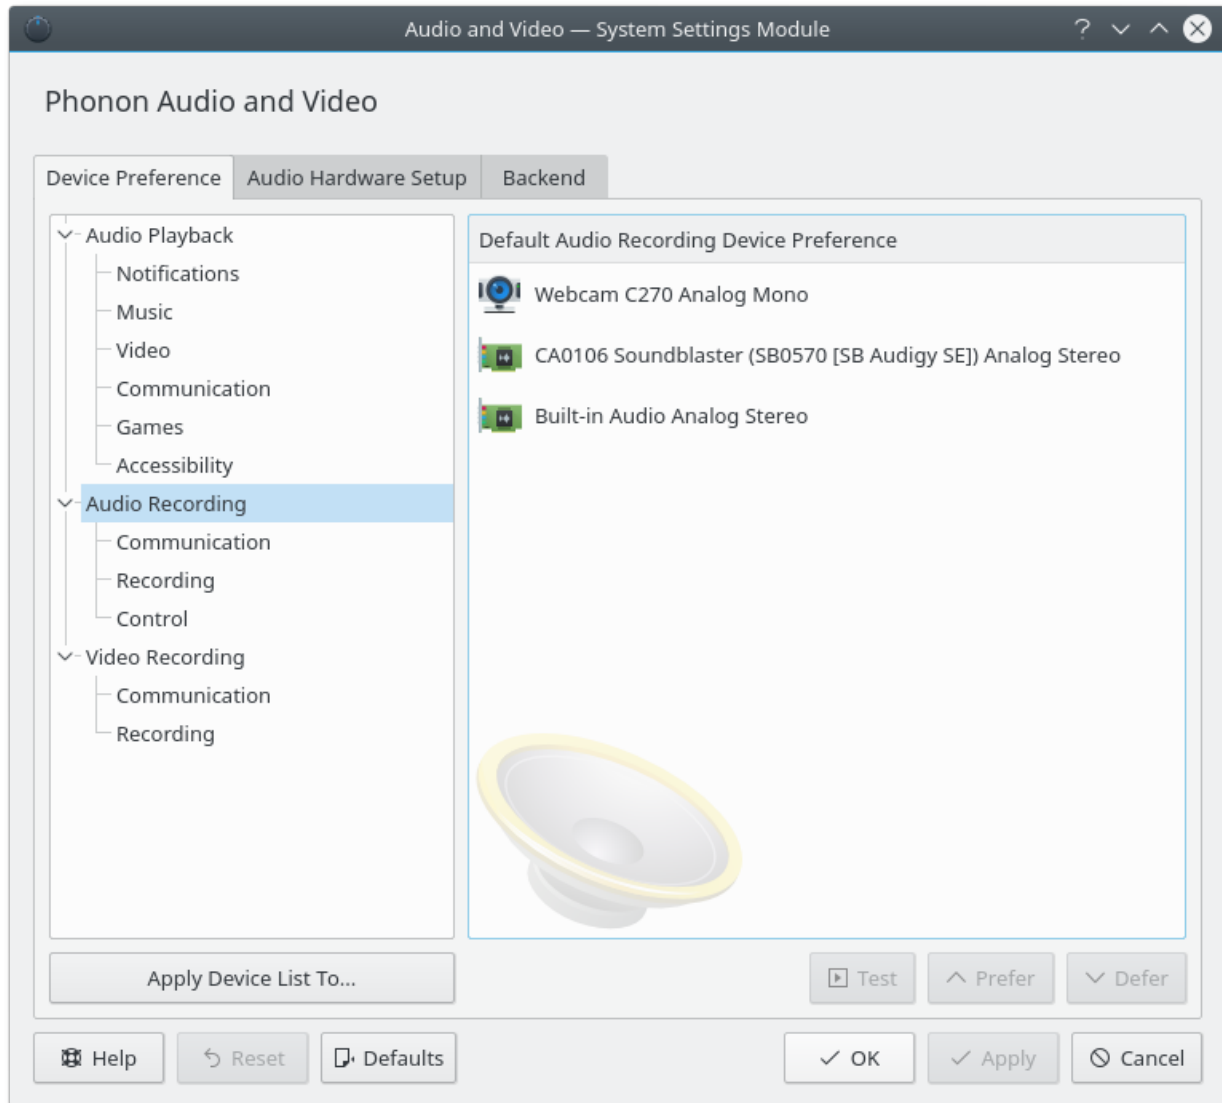 Audio and Video — System Settings Module
Phonon Audio and Video
Device Preference
Audio Hardware Setup
Backend
Audio Playback
Notifications
Music
Video
Communication
Games
Accessibility
Audio Recording
Communication
Recording
Control
Video Recording
Communication
Recording
Default Audio Recording Device Preference
Webcam C270 Analog Mono
CA0106 Soundblaster (SB0570 [SB Audigy SE]) Analog Stereo
Built-in Audio Analog Stereo
Apply Device List To...
Test
Prefer
Defer
Help
Reset
Defaults
OK
Apply
Cancel